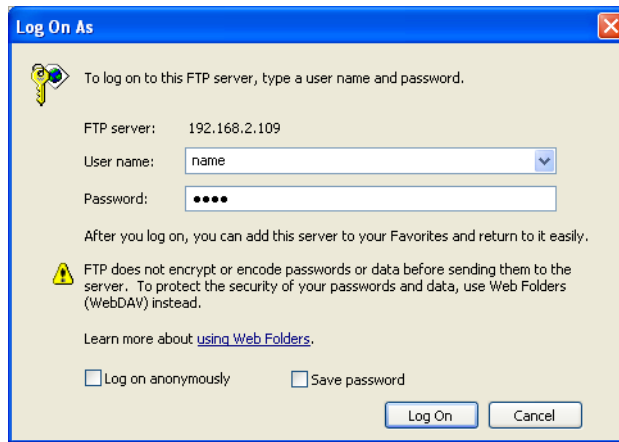 Log On As
To log on to this FTP server, type a user name and password.
FTP server: 192.168.2.109
User name: name
Password: ••••
After you log on, you can add this server to your Favorites and return to it easily.
FTP does not encrypt or encode passwords or data before sending them to the
server. To protect the security of your passwords and data, use Web Folders
(WebDAV) instead.
Learn more about using Web Folders.
Log on anonymously Save password
Log On Cancel